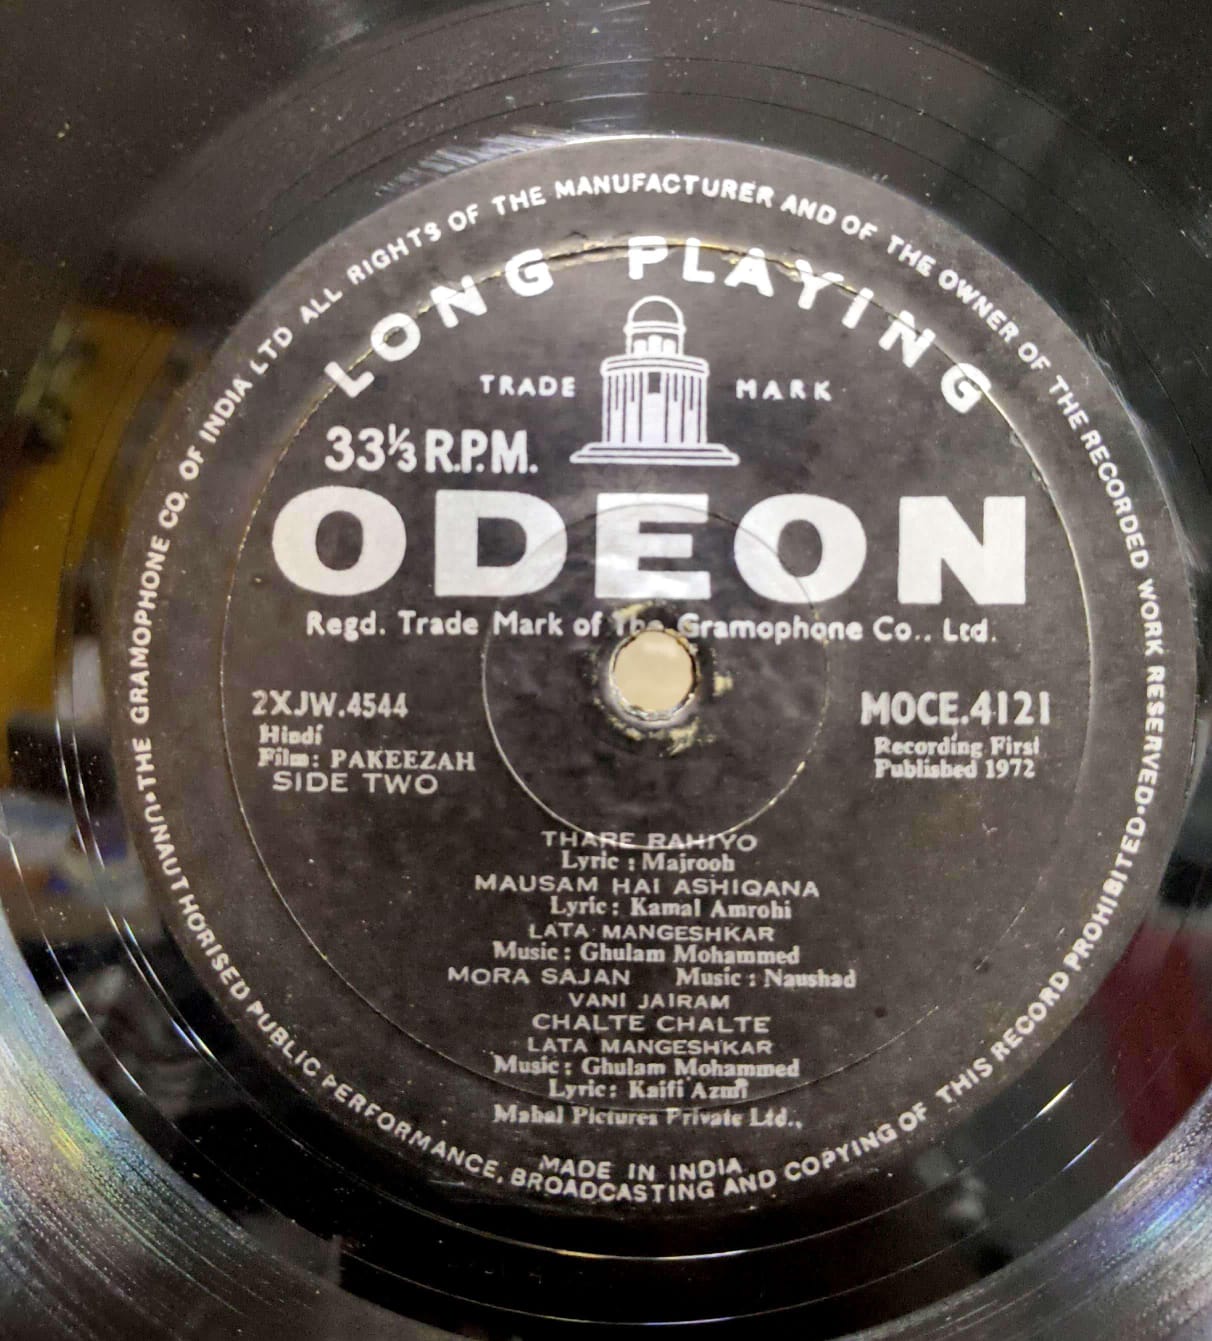 THE GRAMOPHONE CO. OF INDIA LTD ALL RIGHTS OF THE MANUFACTURER AND OF THE OWNER OF THE RECORDED WORK RESERVED•
UNAUTHORISED PUBLIC PERFORMANCE, BROADCASTING AND COPYING OF THIS RECORD PROHIBITED•
LONG PLAYING
TRADE MARK
33⅓ R.P.M.
ODEON
Regd. Trade Mark of The Gramophone Co.. Ltd.
2XJW.4544
Hindi
Film: PAKEEZAH
SIDE TWO
MOCE.4121
Recording First
Published 1972
THARE RAHIYO
Lyric : Majrooh
MAUSAM HAI ASHIQANA
Lyric : Kamal Amrohi
LATA MANGESHKAR
Music : Ghulam Mohammed
MORA SAJAN Music : Naushad
VANI JAIRAM
CHALTE CHALTE
LATA MANGESHKAR
Music : Ghulam Mohammed
Lyric : Kaifi Azmi
Mahal Pictures Private Ltd.,
MADE IN INDIA